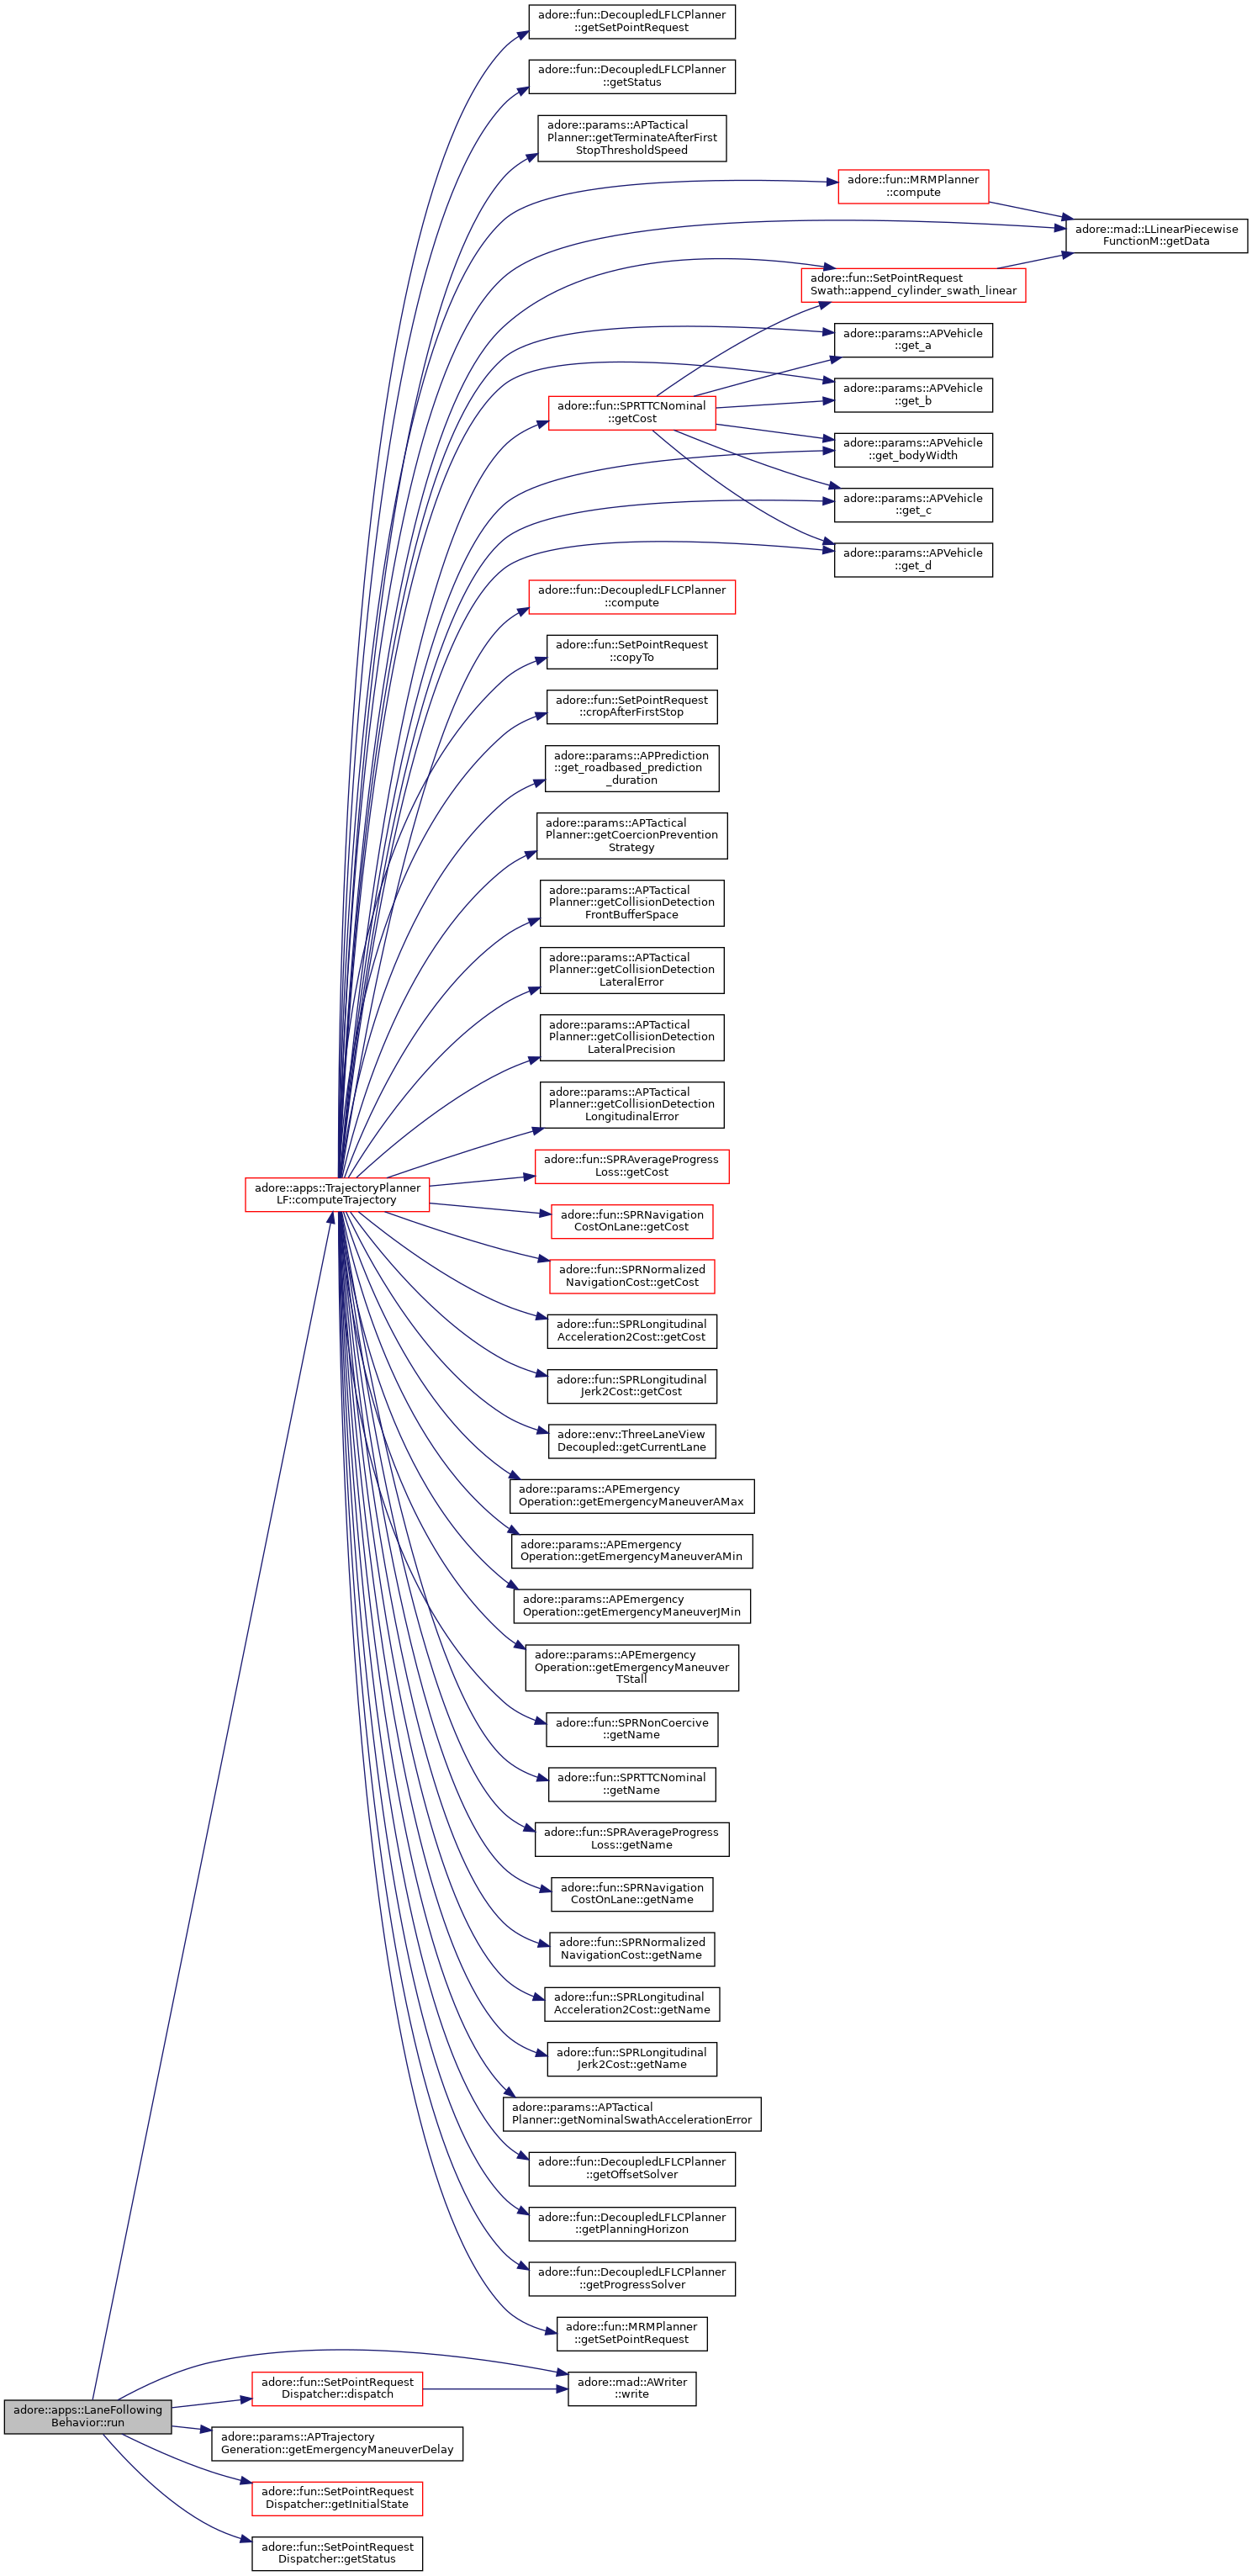 adore::fun::DecoupledLFLCPlanner
::getSetPointRequest
adore::fun::DecoupledLFLCPlanner
::getStatus
adore::params::APTactical
Planner::getTerminateAfterFirst
StopThresholdSpeed
adore::fun::MRMPlanner
::compute
adore::mad::LLinearPiecewise
FunctionM::getData
adore::fun::SetPointRequest
Swath::append_cylinder_swath_linear
adore::params::APVehicle
::get_a
adore::params::APVehicle
::get_b
adore::fun::SPRTTCNominal
::getCost
adore::params::APVehicle
::get_bodyWidth
adore::params::APVehicle
::get_c
adore::params::APVehicle
::get_d
adore::fun::DecoupledLFLCPlanner
::compute
adore::fun::SetPointRequest
::copyTo
adore::fun::SetPointRequest
::cropAfterFirstStop
adore::params::APPrediction
::get_roadbased_prediction
_duration
adore::params::APTactical
Planner::getCoercionPrevention
Strategy
adore::params::APTactical
Planner::getCollisionDetection
FrontBufferSpace
adore::params::APTactical
Planner::getCollisionDetection
LateralError
adore::params::APTactical
Planner::getCollisionDetection
LateralPrecision
adore::params::APTactical
Planner::getCollisionDetection
LongitudinalError
adore::fun::SPRAverageProgress
Loss::getCost
adore::apps::TrajectoryPlanner
LF::computeTrajectory
adore::fun::SPRNavigation
CostOnLane::getCost
adore::fun::SPRNormalized
NavigationCost::getCost
adore::fun::SPRLongitudinal
Acceleration2Cost::getCost
adore::fun::SPRLongitudinal
Jerk2Cost::getCost
adore::env::ThreeLaneView
Decoupled::getCurrentLane
adore::params::APEmergency
Operation::getEmergencyManeuverAMax
adore::params::APEmergency
Operation::getEmergencyManeuverAMin
adore::params::APEmergency
Operation::getEmergencyManeuverJMin
adore::params::APEmergency
Operation::getEmergencyManeuver
TStall
adore::fun::SPRNonCoercive
::getName
adore::fun::SPRTTCNominal
::getName
adore::fun::SPRAverageProgress
Loss::getName
adore::fun::SPRNavigation
CostOnLane::getName
adore::fun::SPRNormalized
NavigationCost::getName
adore::fun::SPRLongitudinal
Acceleration2Cost::getName
adore::fun::SPRLongitudinal
Jerk2Cost::getName
adore::params::APTactical
Planner::getNominalSwathAccelerationError
adore::fun::DecoupledLFLCPlanner
::getOffsetSolver
adore::fun::DecoupledLFLCPlanner
::getPlanningHorizon
adore::fun::DecoupledLFLCPlanner
::getProgressSolver
adore::fun::MRMPlanner
::getSetPointRequest
adore::fun::SetPointRequest
Dispatcher::dispatch
adore::mad::AWriter
::write
adore::apps::LaneFollowing
Behavior::run
adore::params::APTrajectory
Generation::getEmergencyManeuverDelay
adore::fun::SetPointRequest
Dispatcher::getInitialState
adore::fun::SetPointRequest
Dispatcher::getStatus